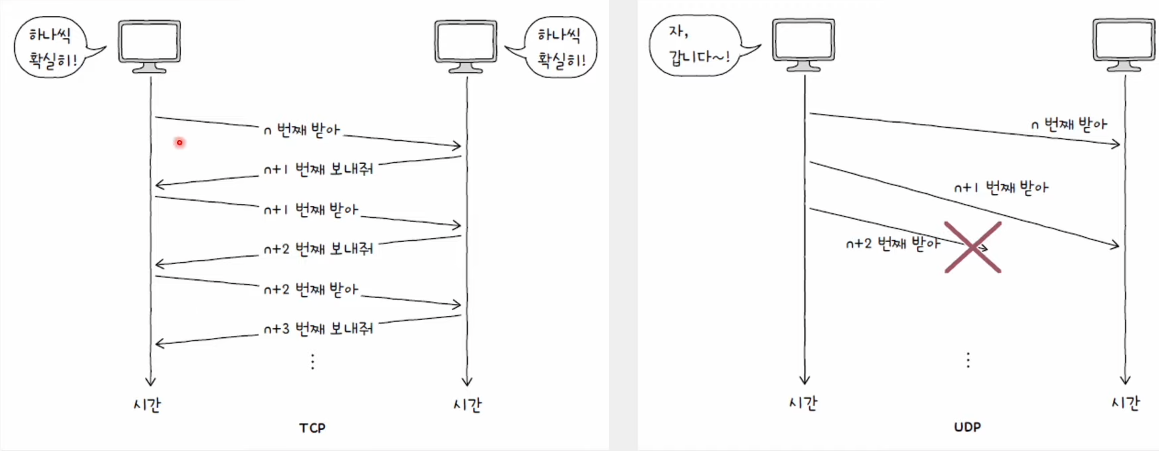 하나씩
확실히!
하나씩
확실히!
n 번째 받아
n+1 번째 보내줘
n+1 번째 받아
n+2 번째 보내줘
n+2 번째 받아
n+3 번째 보내줘
시간
시간
TCP
자,
갑니다~!
n 번째 받아
n+1 번째 받아
n+2 번째 받아
시간
시간
UDP